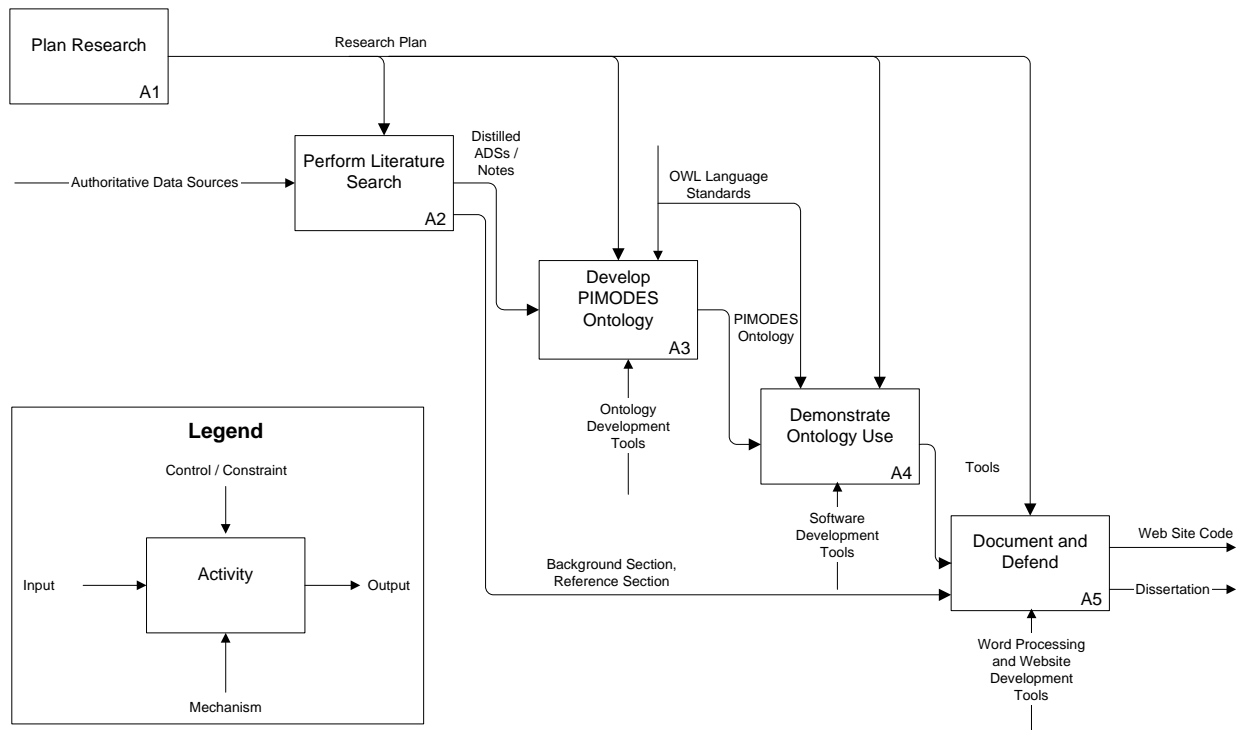 Plan Research
A1
Research Plan
Authoritative Data Sources
Perform Literature
Search
A2
Distilled
ADSs /
Notes
OWL Language
Standards
Develop
PIMODES
Ontology
A3
PIMODES
Ontology
Ontology
Development
Tools
Demonstrate
Ontology Use
A4
Tools
Software
Development
Tools
Background Section,
Reference Section
Document and
Defend
A5
Web Site Code
Dissertation
Word Processing
and Website
Development
Tools
Legend
Control / Constraint
Input
Activity
Output
Mechanism